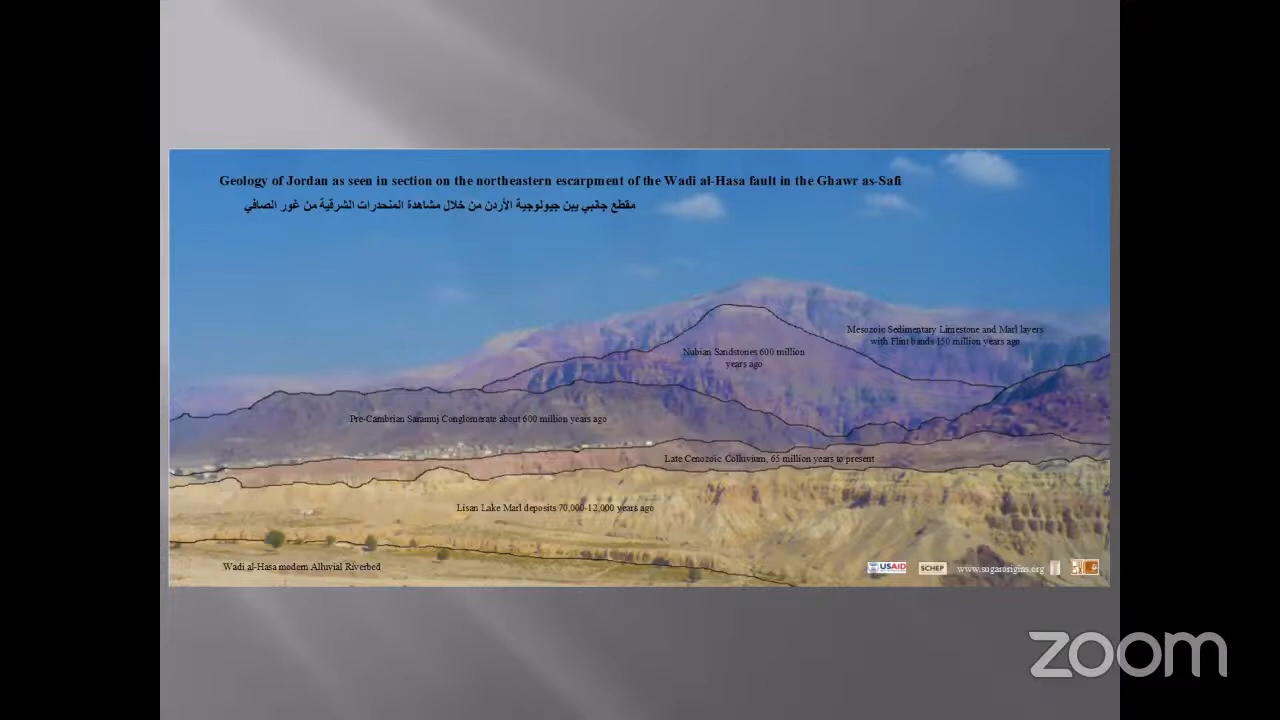 Geology of Jordan as seen in section on the northeastern escarpment of the Wadi al-Hasa fault in the Ghawr as-Safi
مقطع جانبي يبن جيولوجية الأردن من خلال مشاهدة المنحدرات الشرقية من غور الصافي
Mesozoic Sedimentary Limestone and Marl layers
with Flint bands 150 million years ago
Nubian Sandstones 600 million
years ago
Pre-Cambrian Saramuj Conglomerate about 600 million years ago
Late Cenozoic Colluvium, 65 million years to present
Lisan Lake Marl deposits 70,000-12,000 years ago
Wadi al-Hasa modern Alluvial Riverbed
USAID
SCHEP
www.sugarorigins.org
zoom